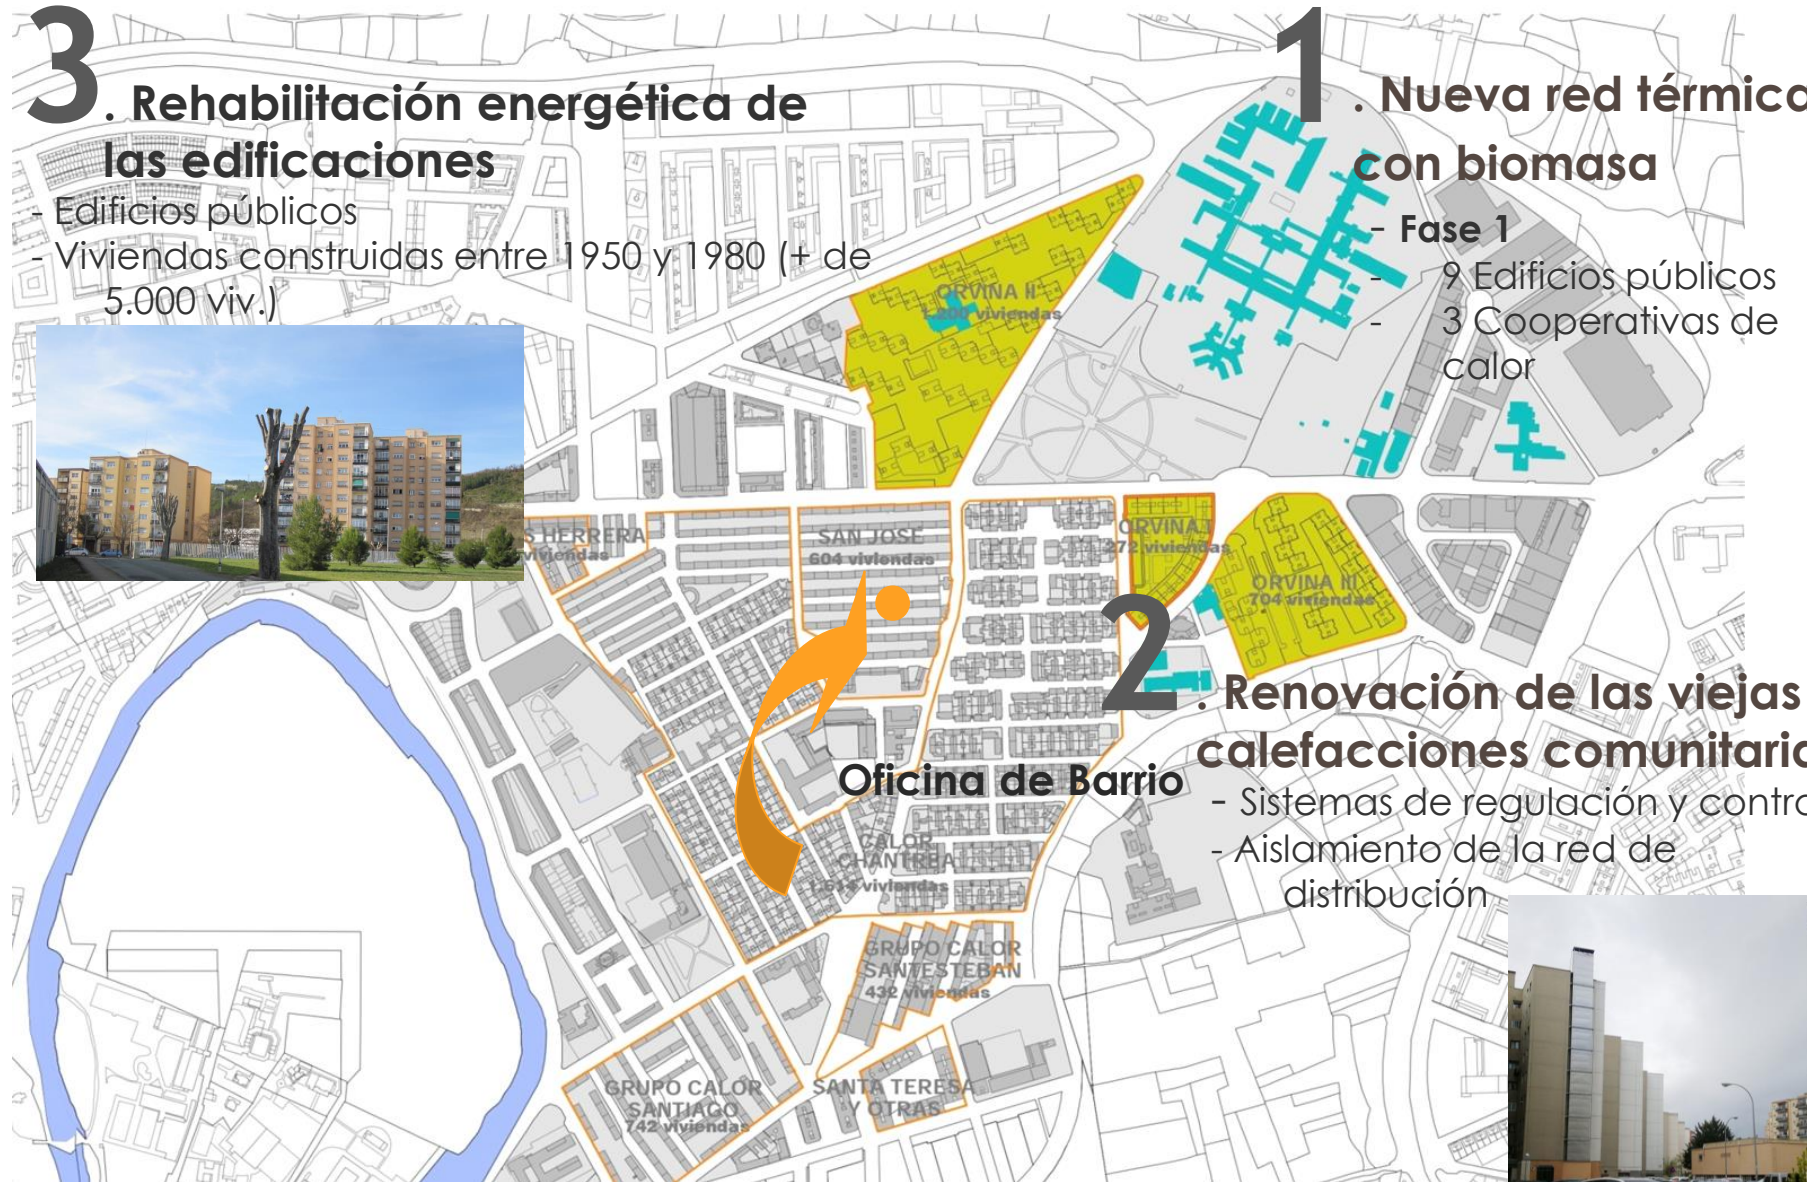 3. Rehabilitación energética de
las edificaciones
- Edificios públicos
- Viviendas construidas entre 1950 y 1980 (+ de
5.000 viv.)
1. Nueva red térmica
con biomasa
- Fase 1
- 9 Edificios públicos
- 3 Cooperativas de
calor
ORVINA II
1.200 viviendas
S HERRERA
viviendas
SAN JOSE
604 viviendas
ORVINA I
272 viviendas
ORVINA III
704 viviendas
2. Renovación de las viejas
calefacciones comunitaria
- Sistemas de regulación y contro
- Aislamiento de la red de
distribución
Oficina de Barrio
CALOR
CHANTREA
viviendas
GRUPO CALOR
SANTESTEBAN
432 viviendas
GRUPO CALOR
SANTIAGO
742 viviendas
SANTA TERESA
Y OTRAS